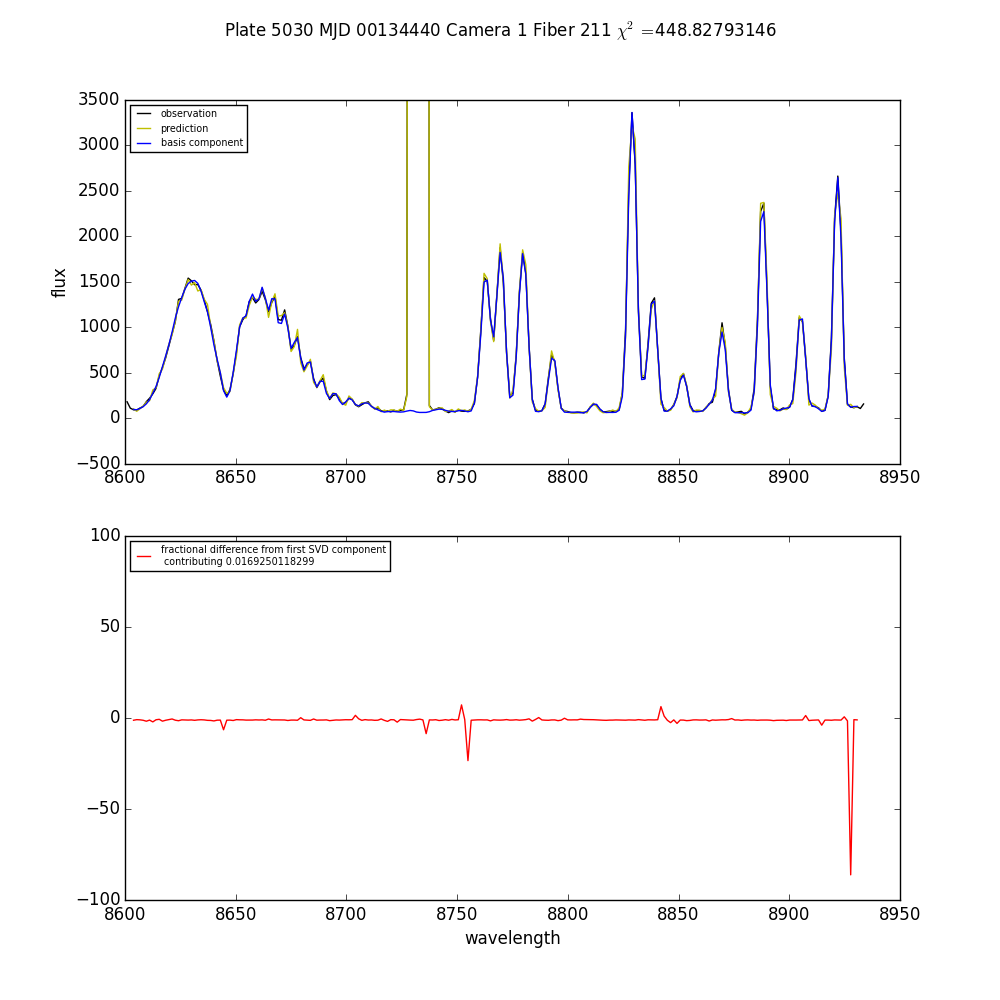 Plate 5030 MJD 00134440 Camera 1 Fiber 211 χ² =448.82793146
3500
3000
2500
2000
1500
1000
500
0
−500
flux
observation
prediction
basis component
8600 8650 8700 8750 8800 8850 8900 8950
100
50
0
−50
−100
fractional difference from first SVD component
contributing 0.0169250118299
8600 8650 8700 8750 8800 8850 8900 8950
wavelength